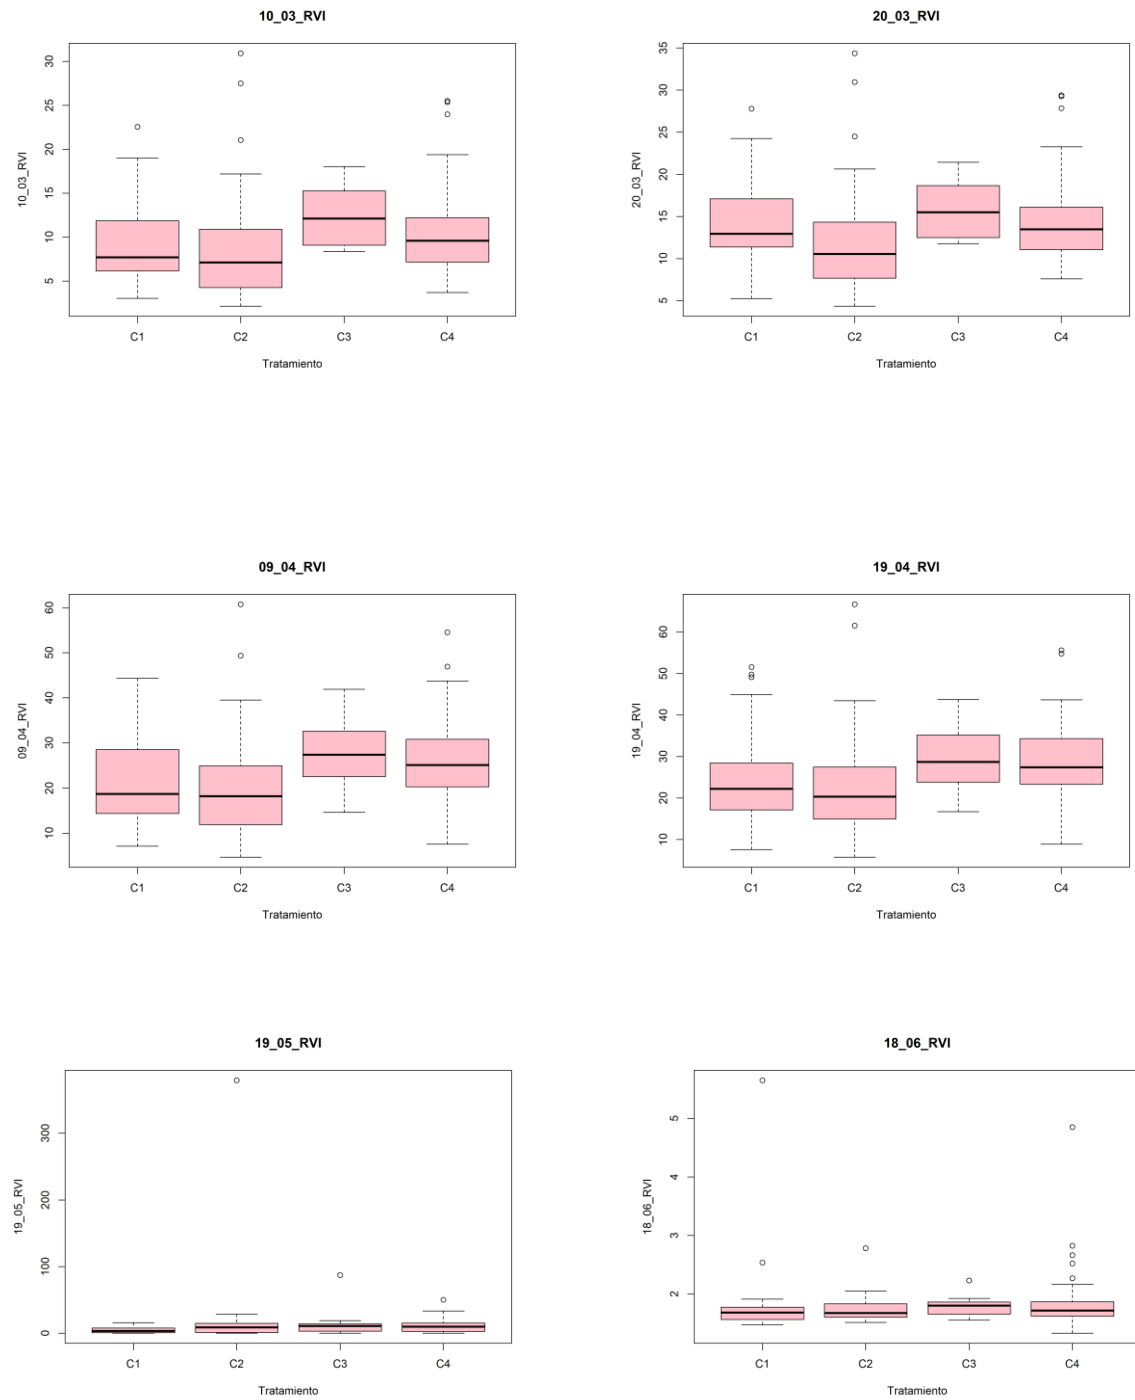 10_03_RVI
10_03_RVI
5
10
15
20
25
30
C1 C2 C3 C4
Tratamiento
20_03_RVI
20_03_RVI
5
10
15
20
25
30
35
C1 C2 C3 C4
Tratamiento
09_04_RVI
09_04_RVI
10
20
30
40
50
60
C1 C2 C3 C4
Tratamiento
19_04_RVI
19_04_RVI
10
20
30
40
50
60
C1 C2 C3 C4
Tratamiento
19_05_RVI
19_05_RVI
0
100
200
300
C1 C2 C3 C4
Tratamiento
18_06_RVI
18_06_RVI
2
3
4
5
C1 C2 C3 C4
Tratamiento